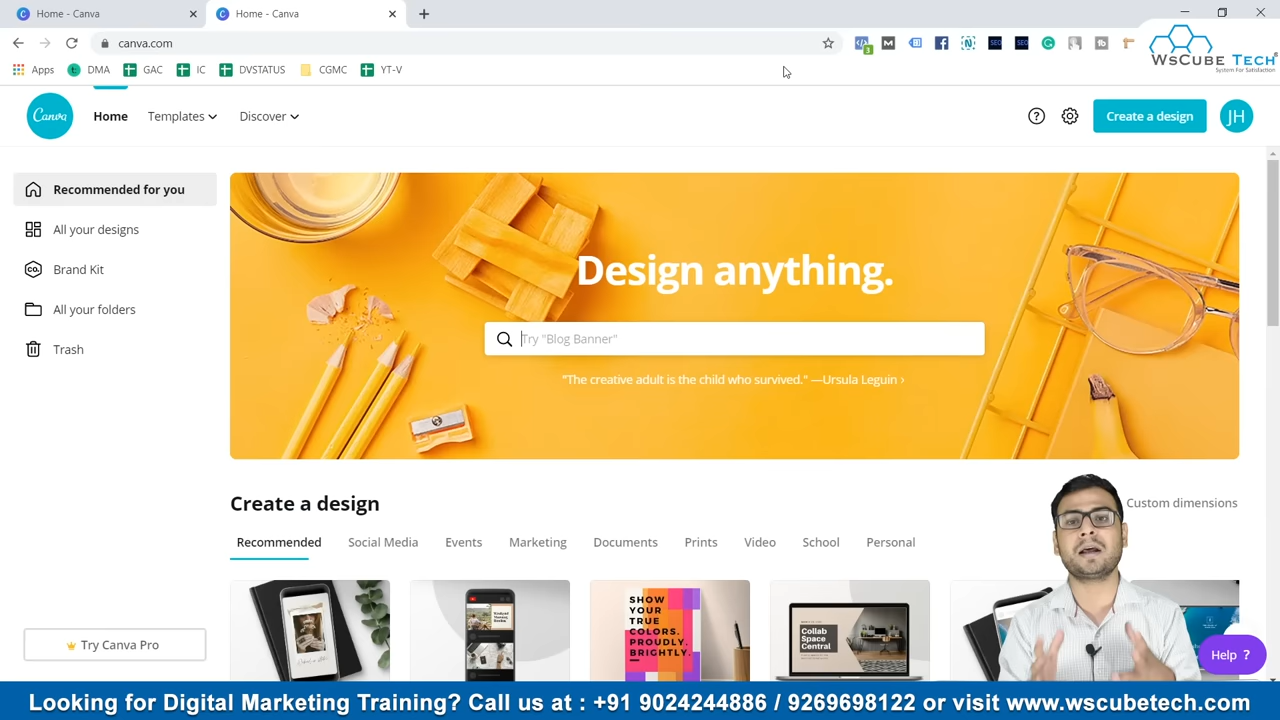 Home - Canva
Home - Canva
canva.com
Apps DMA GAC IC DVSTATUS CGMC YT-V
WSCUBE TECH
System For Satisfaction
Canva Home Templates Discover Create a design JH
Recommended for you
All your designs
Brand Kit
All your folders
Trash
Try Canva Pro
Design anything.
Try "Blog Banner"
"The creative adult is the child who survived." —Ursula Leguin ›
Create a design
Custom dimensions
Recommended Social Media Events Marketing Documents Prints Video School Personal
SHOW
YOUR
TRUE
COLORS.
PROUDLY.
BRIGHTLY.
Collab
Space
Central
Help ?
Looking for Digital Marketing Training? Call us at : +91 9024244886 / 9269698122 or visit www.wscubetech.com